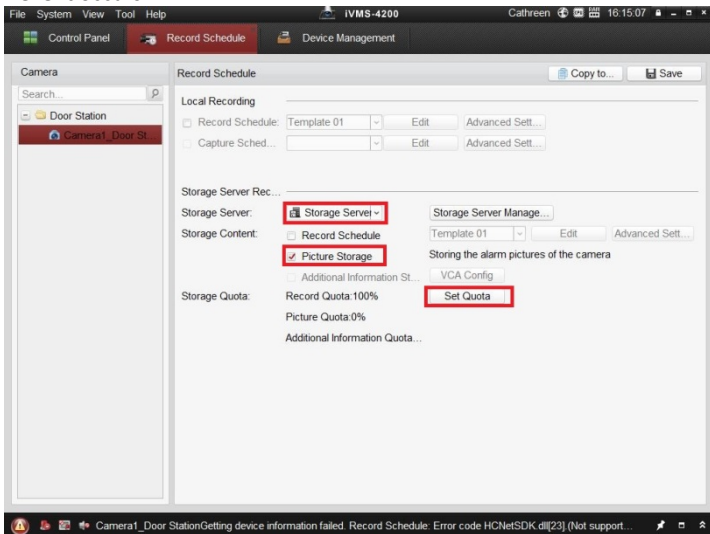 File System View Tool Help iVMS-4200 Cathreen 16:15:07
Control Panel Record Schedule Device Management
Camera
Search...
Door Station
Camera1_Door St...
Record Schedule Copy to... Save
Local Recording
Record Schedule: Template 01 Edit Advanced Sett...
Capture Sched... Edit Advanced Sett...
Storage Server Rec...
Storage Server: Storage Server Storage Server Manage...
Storage Content: Record Schedule Template 01 Edit Advanced Sett...
Picture Storage Storing the alarm pictures of the camera
Additional Information St... VCA Config
Storage Quota: Record Quota:100% Set Quota
Picture Quota:0%
Additional Information Quota...
Camera1_Door StationGetting device information failed. Record Schedule: Error code HCNetSDK.dll[23].(Not support...